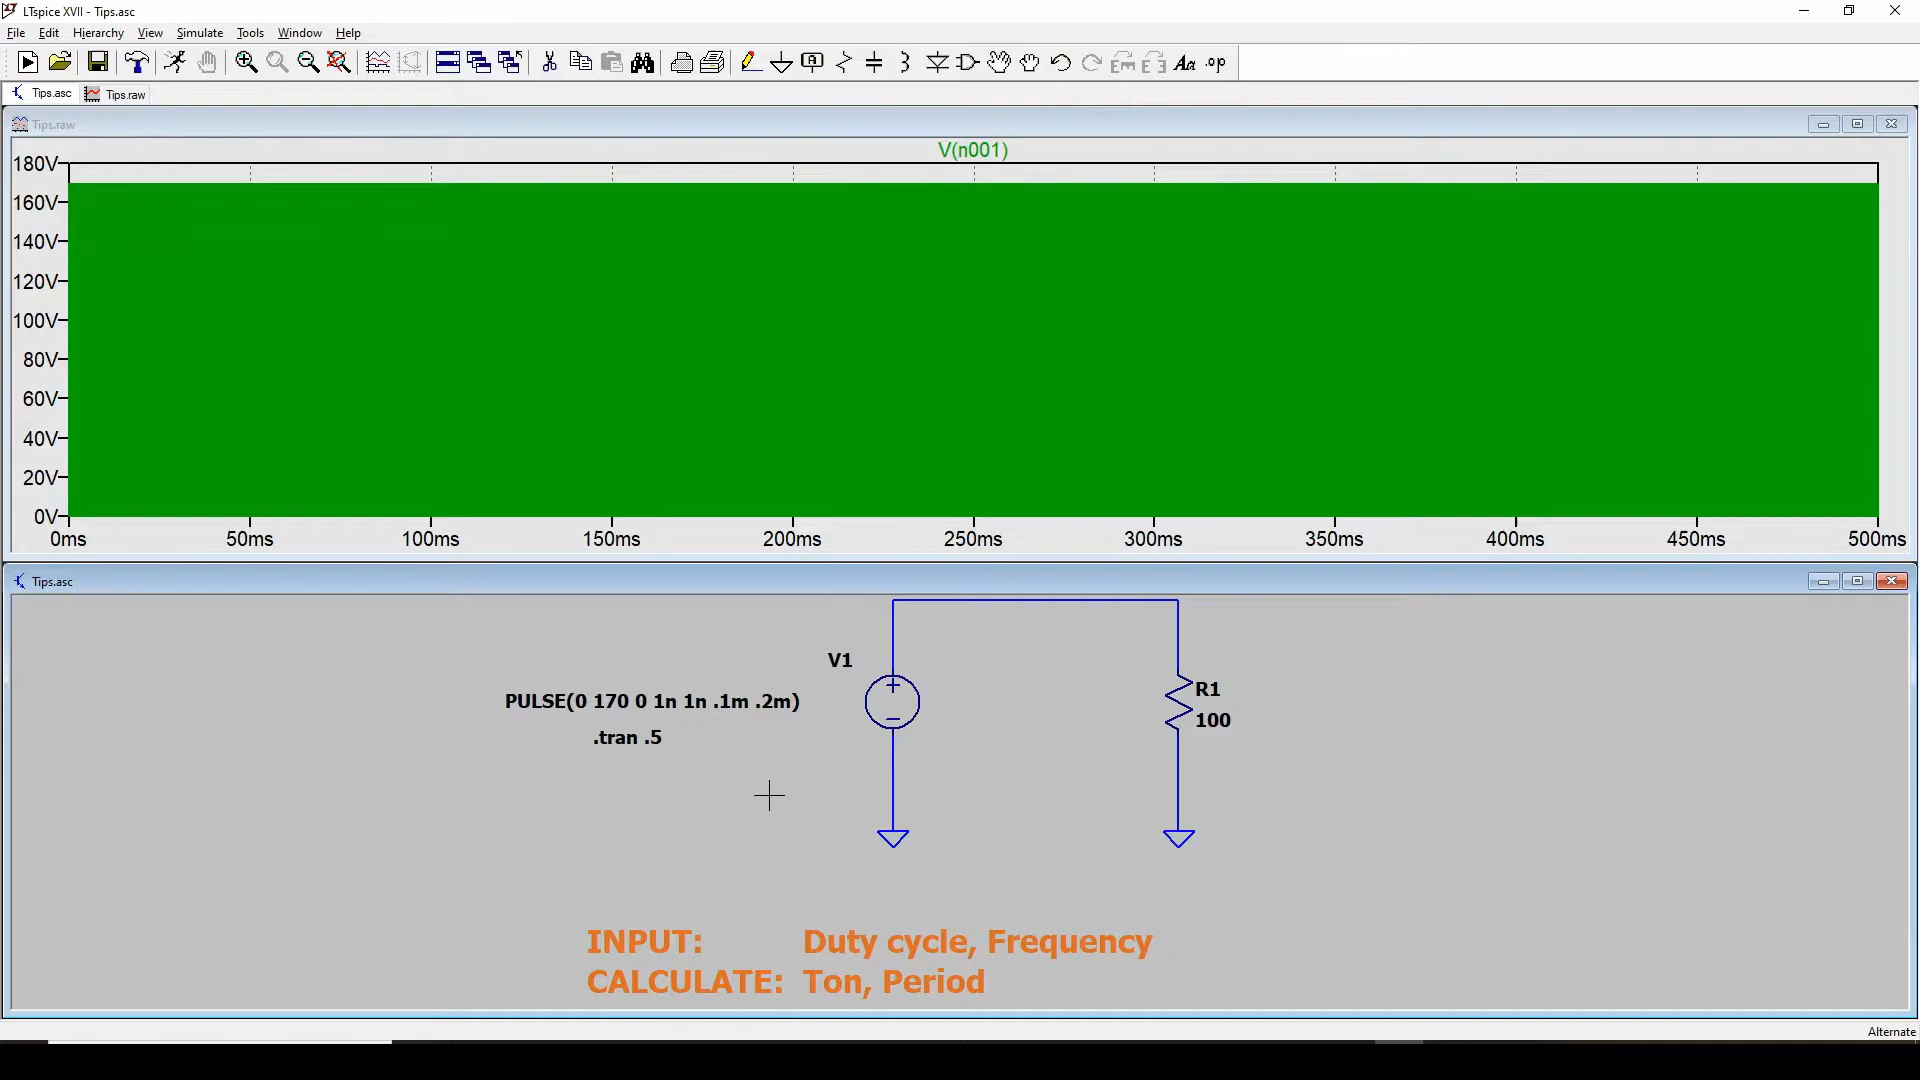 LTspice XVII - Tips.asc
File Edit Hierarchy View Simulate Tools Window Help
Aa .op
Tips.asc Tips.raw
Tips.raw
V(n001)
180V
160V
140V
120V
100V
80V
60V
40V
20V
0V
0ms 50ms 100ms 150ms 200ms 250ms 300ms 350ms 400ms 450ms 500ms
Tips.asc
V1
R1
PULSE(0 170 0 1n 1n .1m .2m)
100
.tran .5
INPUT: Duty cycle, Frequency
CALCULATE: Ton, Period
Alternate